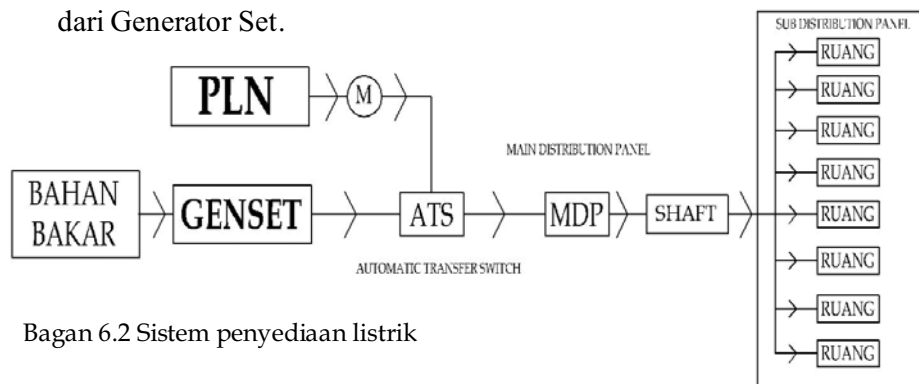 dari Generator Set.
SUB DISTRIBUTION PANEL
RUANG
PLN
M
RUANG
RUANG
MAIN DISTRIBUTION PANEL
RUANG
BAHAN
BAKAR
GENSET
ATS
MDP
SHAFT
RUANG
AUTOMATIC TRANSFER SWITCH
RUANG
RUANG
RUANG
Bagan 6.2 Sistem penyediaan listrik